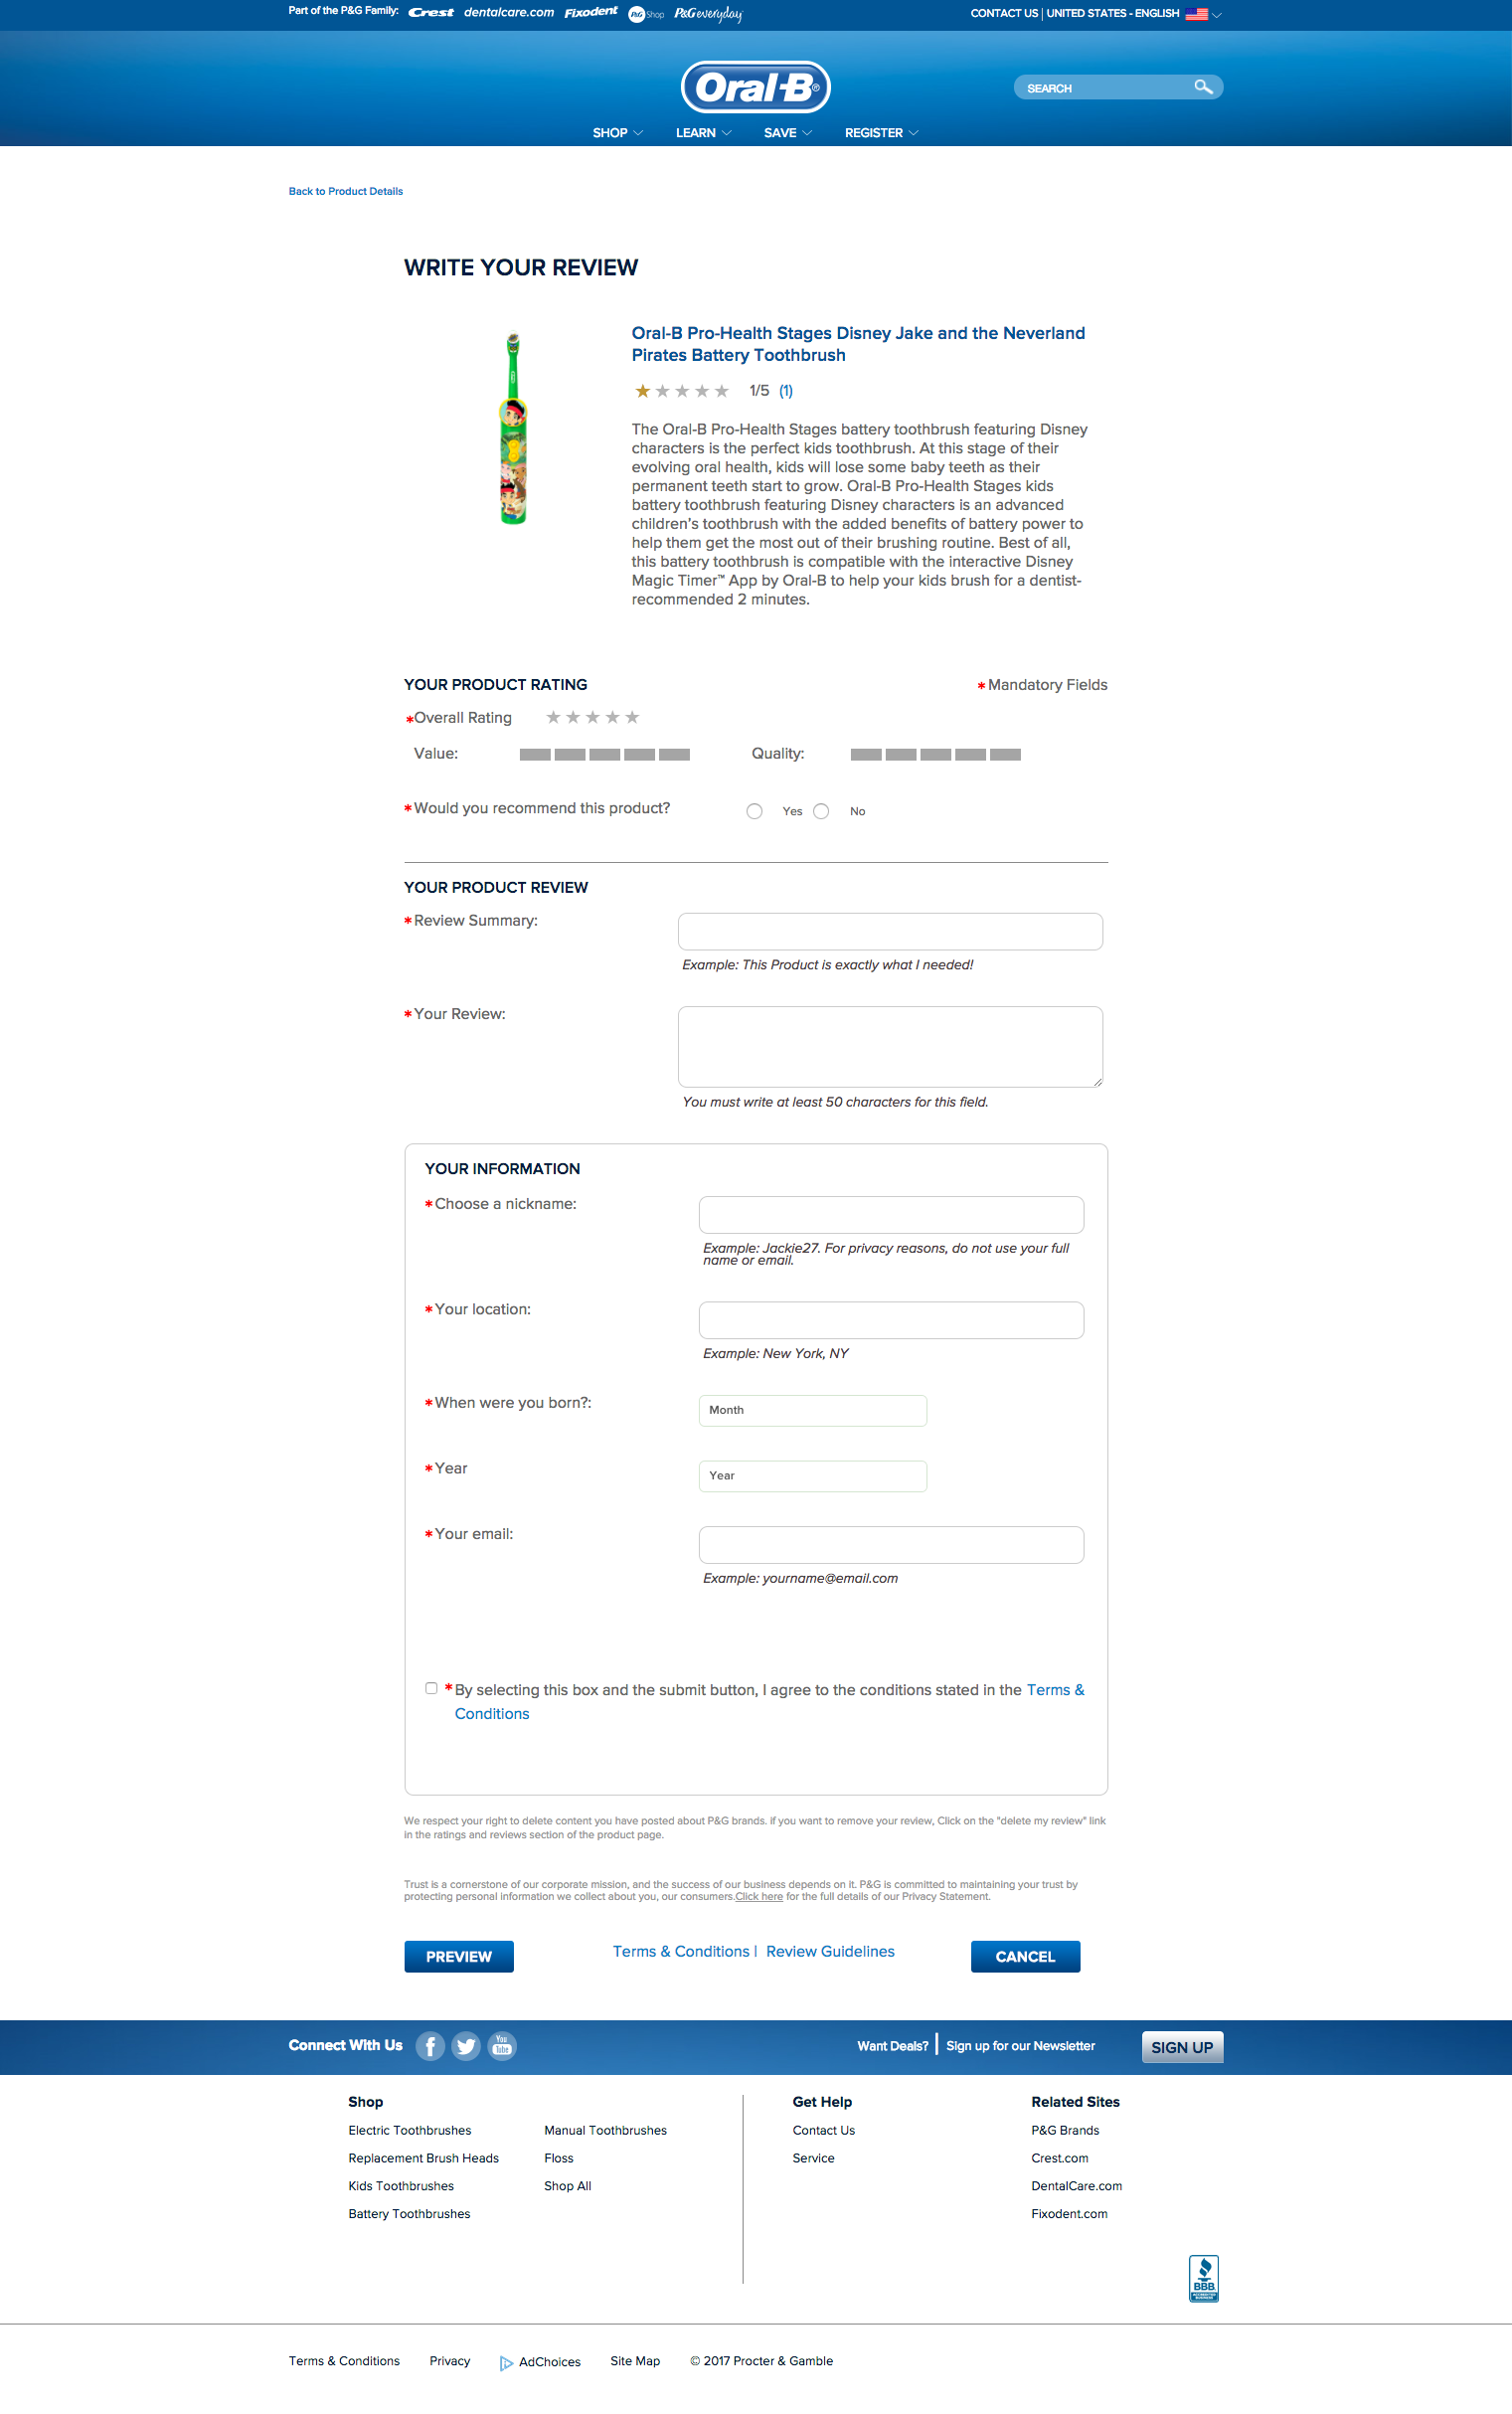 Part of the P&G Family: Crest dentalcare.com Fixodent P&G Shop P&G everyday
CONTACT US | UNITED STATES - ENGLISH
Oral-B®
SEARCH
SHOP LEARN SAVE REGISTER
Back to Product Details
WRITE YOUR REVIEW
Oral-B Pro-Health Stages Disney Jake and the Neverland
Pirates Battery Toothbrush
1/5 (1)
The Oral-B Pro-Health Stages battery toothbrush featuring Disney
characters is the perfect kids toothbrush. At this stage of their
evolving oral health, kids will lose some baby teeth as their
permanent teeth start to grow. Oral-B Pro-Health Stages kids
battery toothbrush featuring Disney characters is an advanced
children's toothbrush with the added benefits of battery power to
help them get the most out of their brushing routine. Best of all,
this battery toothbrush is compatible with the interactive Disney
Magic Timer™ App by Oral-B to help your kids brush for a dentist-
recommended 2 minutes.
YOUR PRODUCT RATING
* Mandatory Fields
*Overall Rating
Value:
Quality:
*Would you recommend this product? Yes No
YOUR PRODUCT REVIEW
*Review Summary:
Example: This Product is exactly what I needed!
*Your Review:
You must write at least 50 characters for this field.
YOUR INFORMATION
*Choose a nickname:
Example: Jackie27. For privacy reasons, do not use your full
name or email.
*Your location:
Example: New York, NY
*When were you born?: Month
*Year Year
*Your email:
Example: yourname@email.com
*By selecting this box and the submit button, I agree to the conditions stated in the Terms &
Conditions
We respect your right to delete content you have posted about P&G brands. if you want to remove your review, Click on the "delete my review" link
in the ratings and reviews section of the product page.
Trust is a cornerstone of our corporate mission, and the success of our business depends on it. P&G is committed to maintaining your trust by
protecting personal information we collect about you, our consumers.Click here for the full details of our Privacy Statement.
PREVIEW
Terms & Conditions | Review Guidelines
CANCEL
Connect With Us
You Tube
Want Deals? | Sign up for our Newsletter
SIGN UP
Shop
Electric Toothbrushes
Replacement Brush Heads
Kids Toothbrushes
Battery Toothbrushes
Manual Toothbrushes
Floss
Shop All
Get Help
Contact Us
Service
Related Sites
P&G Brands
Crest.com
DentalCare.com
Fixodent.com
BBB
Terms & Conditions Privacy AdChoices Site Map © 2017 Procter & Gamble